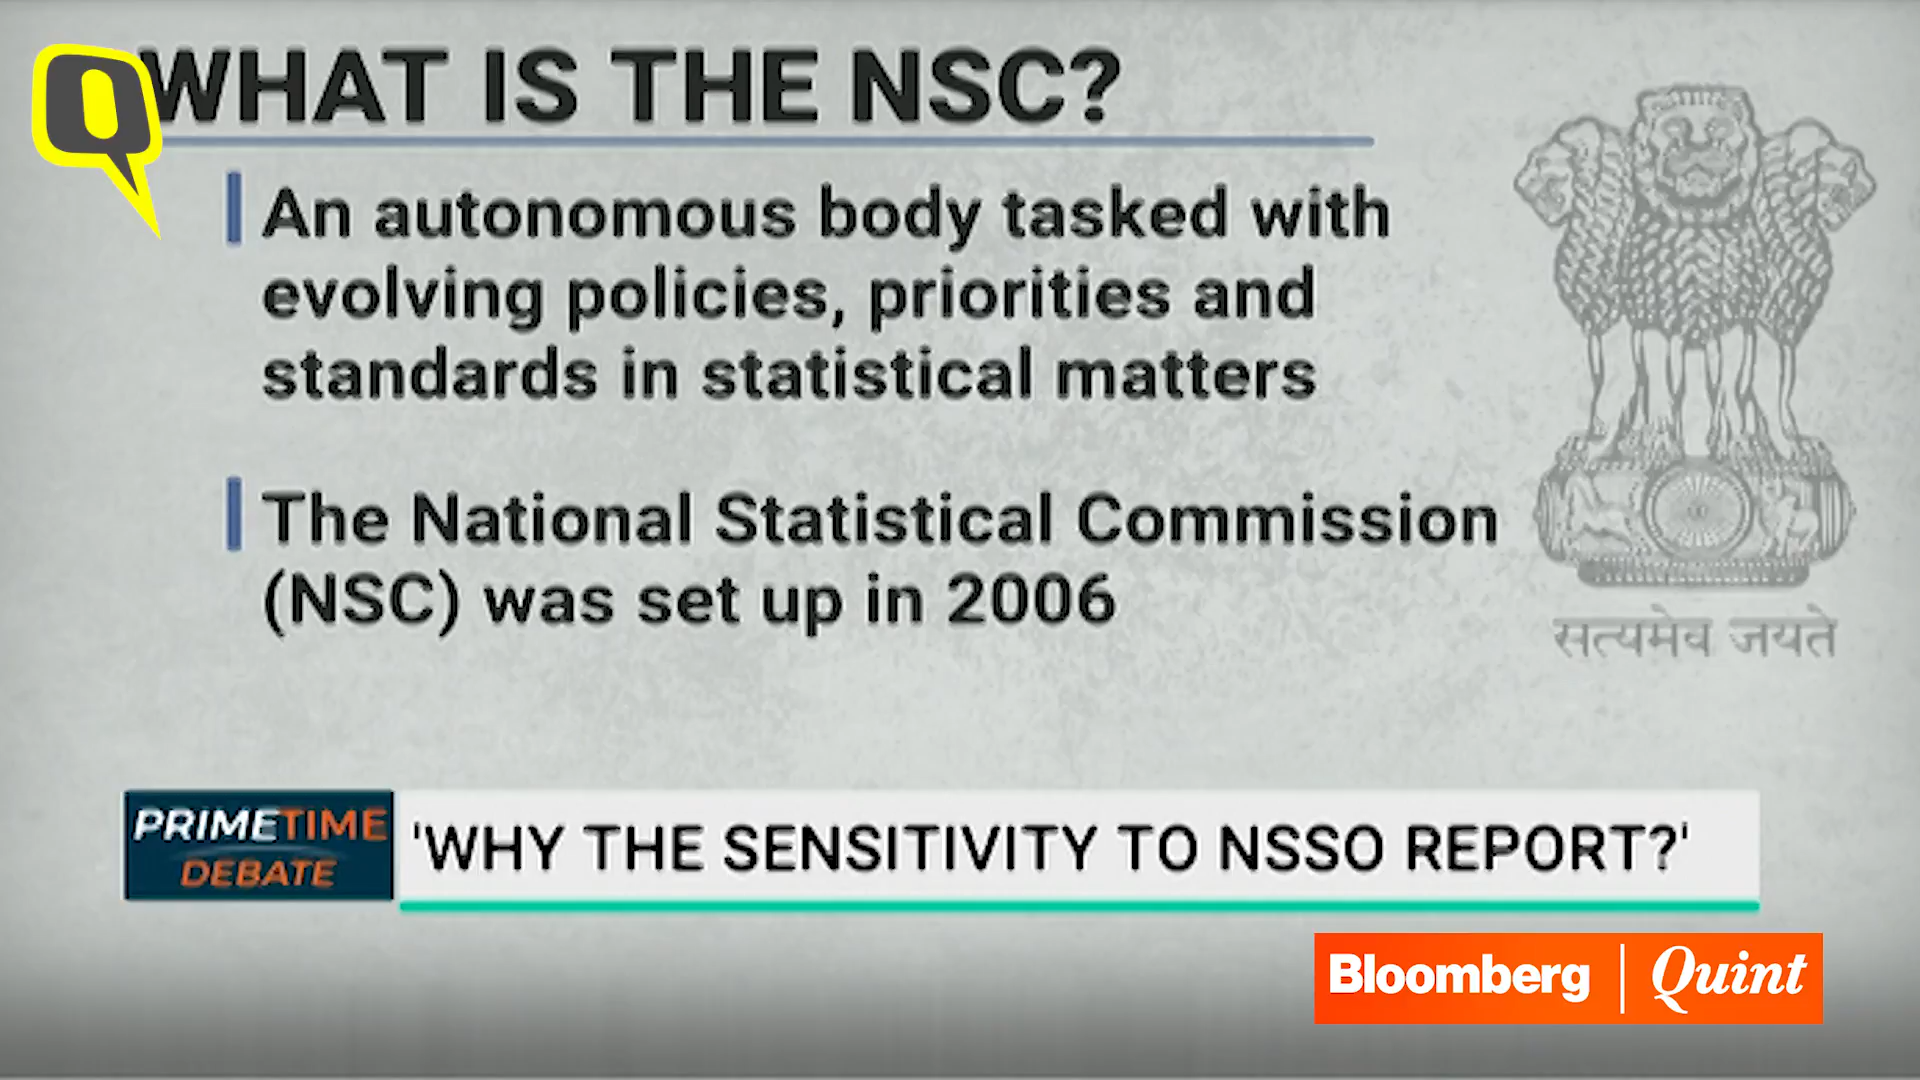 WHAT IS THE NSC?
An autonomous body tasked with
evolving policies, priorities and
standards in statistical matters
The National Statistical Commission
(NSC) was set up in 2006
सत्यमेव जयते
PRIMETIME
DEBATE
'WHY THE SENSITIVITY TO NSSO REPORT?'
Bloomberg | Quint